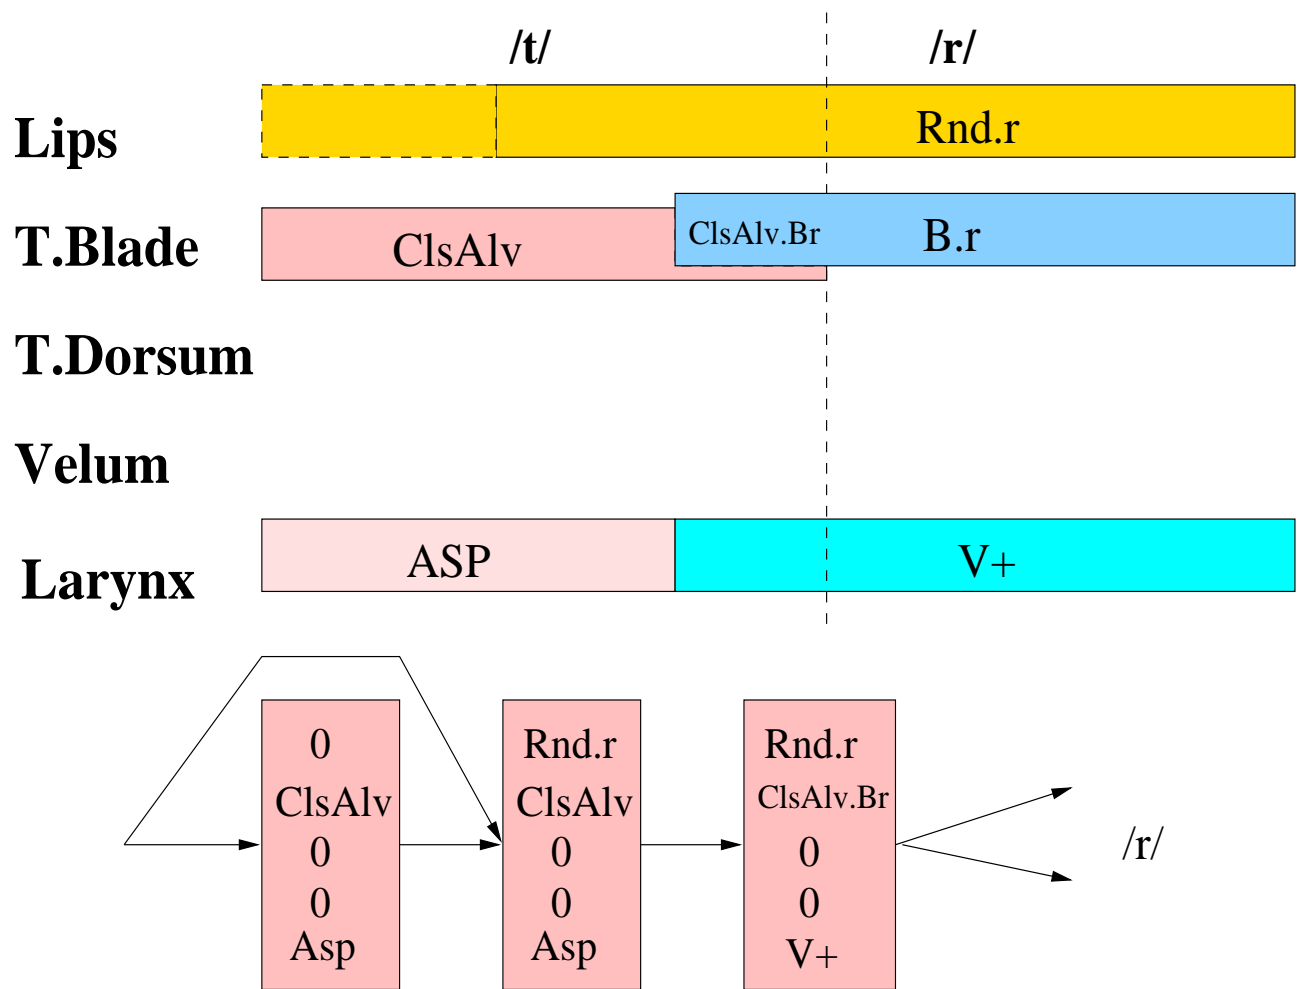 /t/ /r/
Lips Rnd.r
T.Blade ClsAlv ClsAlv.Br B.r
T.Dorsum
Velum
Larynx ASP V+
0 Rnd.r Rnd.r
ClsAlv ClsAlv ClsAlv.Br
0 0 0 /r/
0 0 0
Asp Asp V+